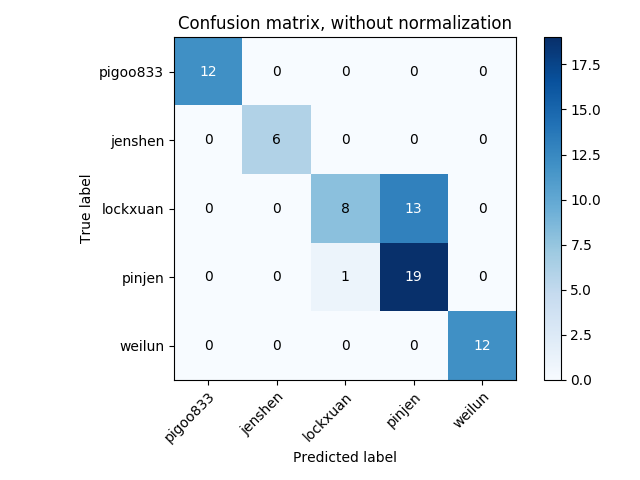 Confusion matrix, without normalization
pigoo833 12 0 0 0 0
jenshen 0 6 0 0 0
lockxuan 0 0 8 13 0
pinjen 0 0 1 19 0
weilun 0 0 0 0 12
pigoo833 jenshen lockxuan pinjen weilun
True label
Predicted label
17.5
15.0
12.5
10.0
7.5
5.0
2.5
0.0